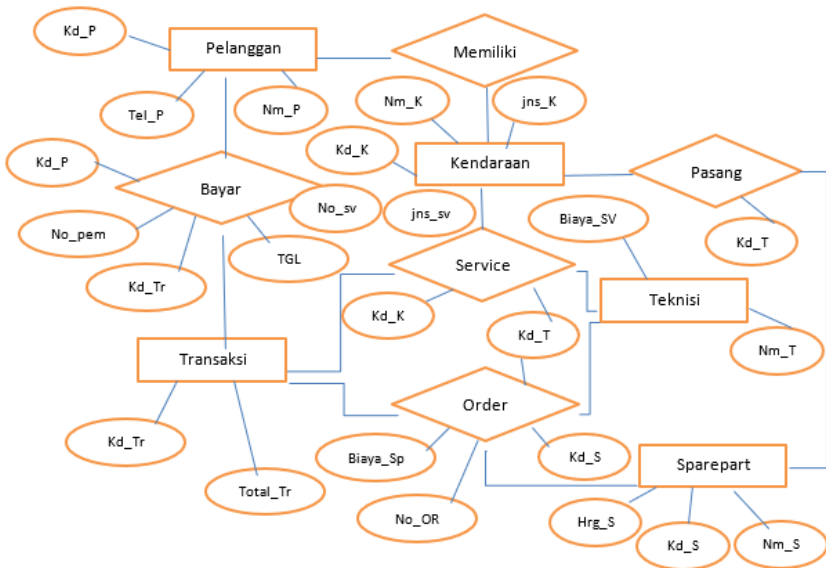 Kd_P
Pelanggan
Memiliki
Tel_P
Nm_P
Nm_K
jns_K
Kd_P
Kd_K
Kendaraan
Pasang
Bayar
No_sv
jns_sv
Biaya_SV
No_pem
TGL
Kd_T
Kd_Tr
Service
Kd_K
Teknisi
Kd_T
Nm_T
Transaksi
Order
Kd_Tr
Biaya_Sp
Kd_S
Sparepart
Total_Tr
No_OR
Hrg_S
Kd_S
Nm_S